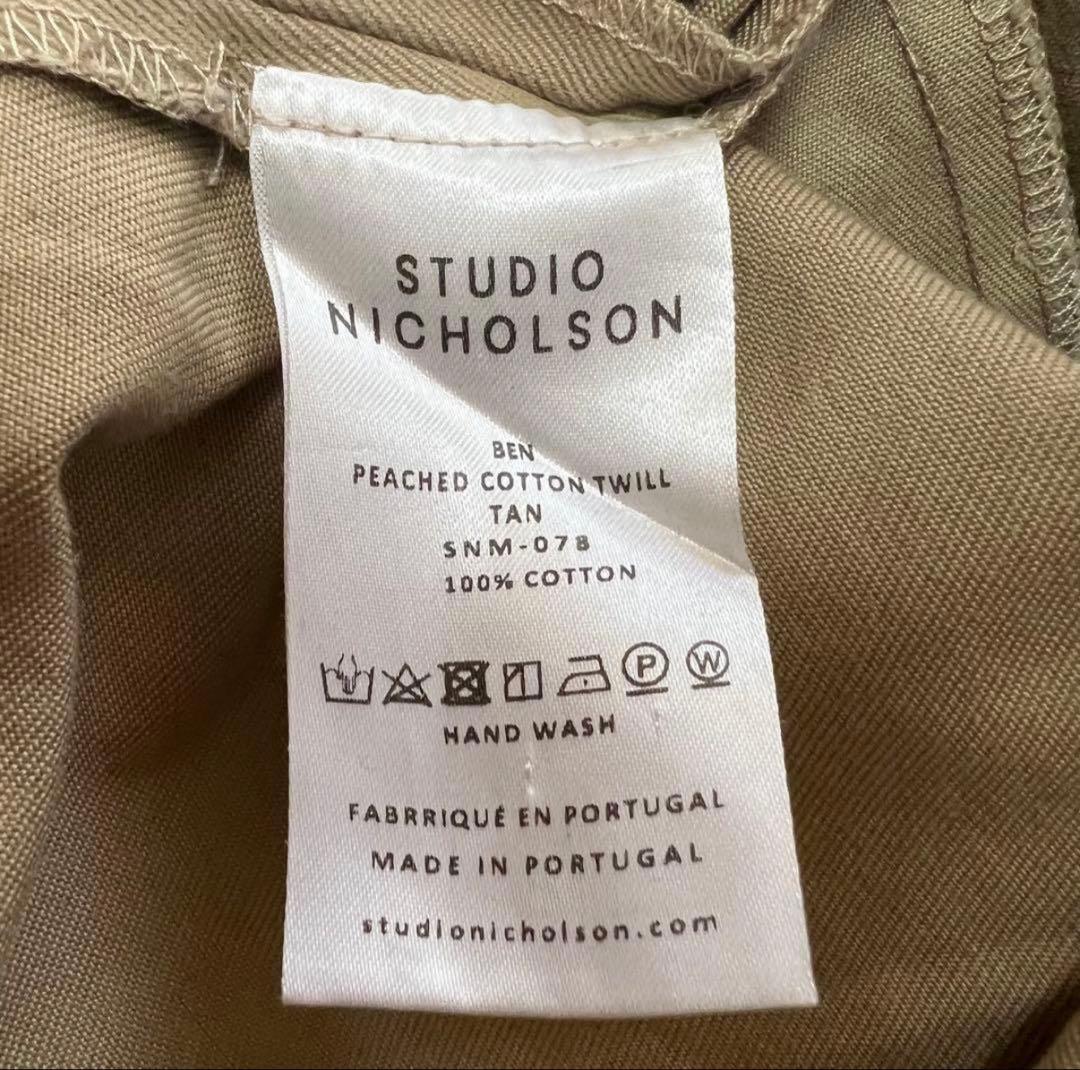 STUDIO
NICHOLSON
BEN
PEACHED COTTON TWILL
TAN
SNM-078
100% COTTON
P W
HAND WASH
FABRRIQUÉ EN PORTUGAL
MADE IN PORTUGAL
studionicholson.com